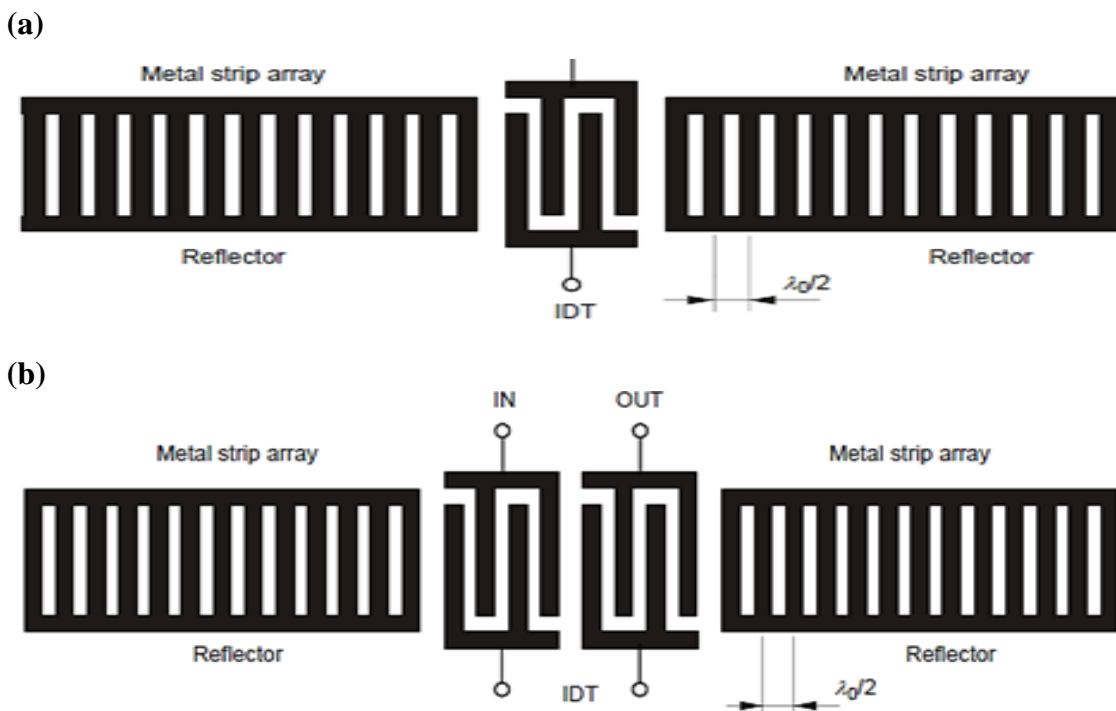 (a)
Metal strip array Metal strip array
Reflector Reflector
λ0/2
IDT
(b)
IN OUT
Metal strip array Metal strip array
Reflector Reflector
IDT λ0/2